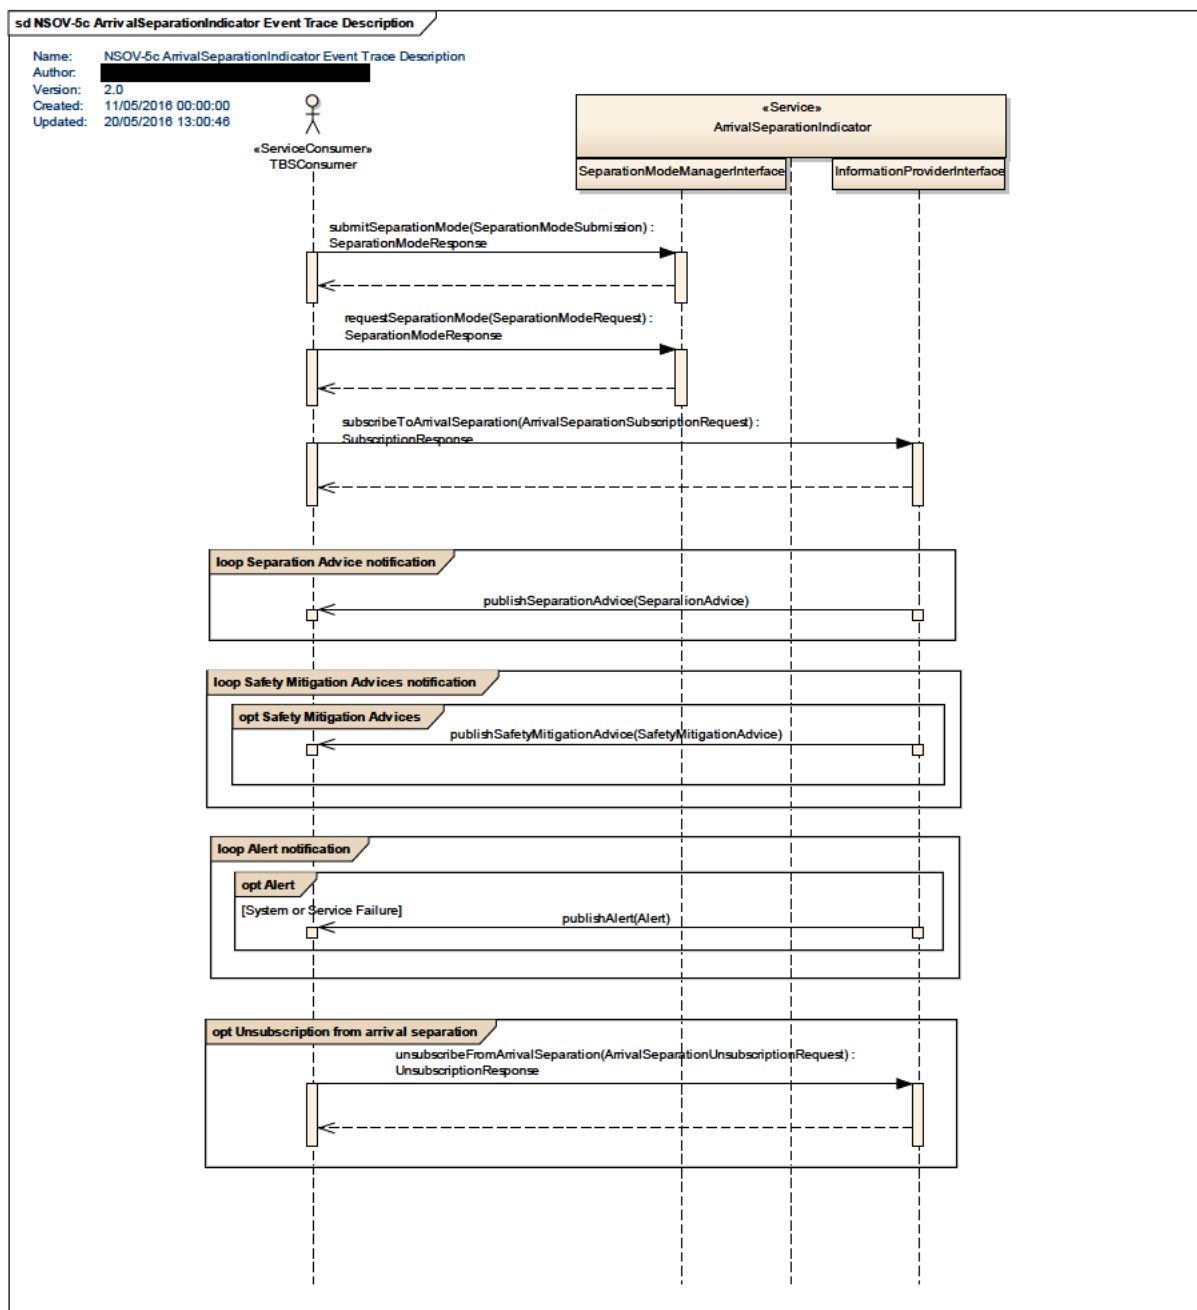 sd NSOV-5c ArrivalSeparationIndicator Event Trace Description
Name: NSOV-5c ArrivalSeparationIndicator Event Trace Description
Author:
Version: 2.0
Created: 11/05/2016 00:00:00
Updated: 20/05/2016 13:00:46
«ServiceConsumer»
TBSConsumer
«Service»
ArrivalSeparationIndicator
SeparationModeManagerInterface
InformationProviderInterface
submitSeparationMode(SeparationModeSubmission) :
SeparationModeResponse
requestSeparationMode(SeparationModeRequest) :
SeparationModeResponse
subscribeToArrivalSeparation(ArrivalSeparationSubscriptionRequest) :
SubscriptionResponse
loop Separation Advice notification
publishSeparationAdvice(SeparationAdvice)
loop Safety Mitigation Advices notification
opt Safety Mitigation Advices
publishSafetyMitigationAdvice(SafetyMitigationAdvice)
loop Alert notification
opt Alert
[System or Service Failure]
publishAlert(Alert)
opt Unsubscription from arrival separation
unsubscribeFromArrivalSeparation(ArrivalSeparationUnsubscriptionRequest) :
UnsubscriptionResponse